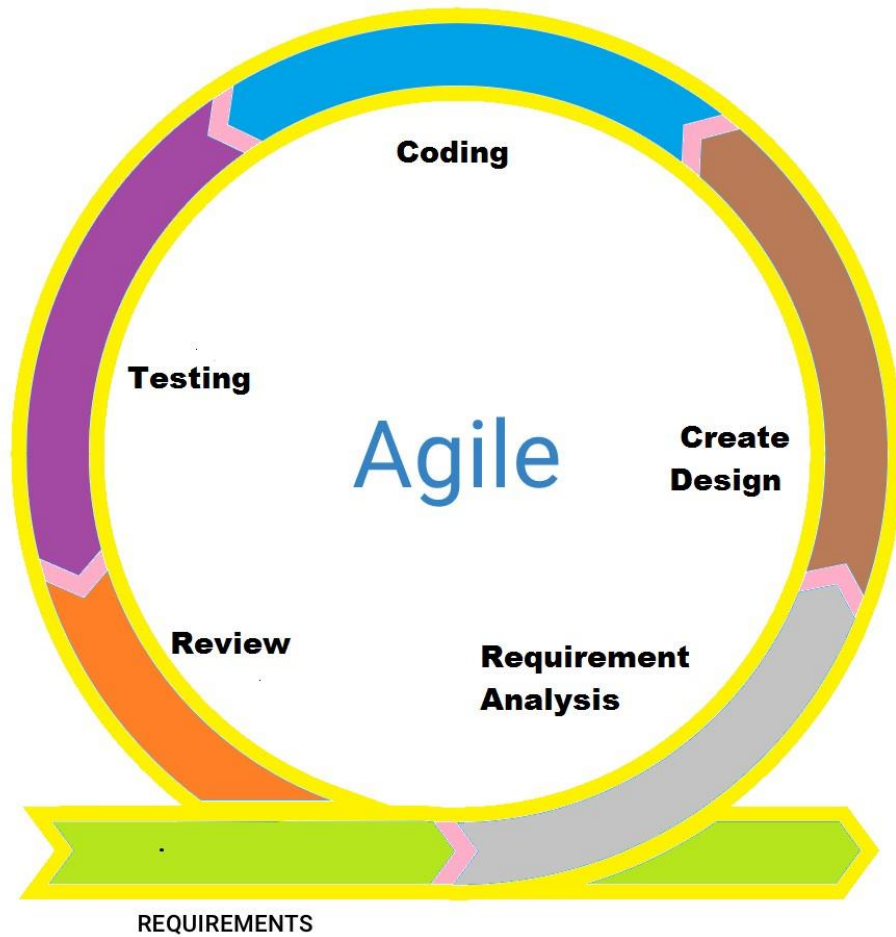 Coding
Testing
Agile
Create
Design
Review
Requirement
Analysis
REQUIREMENTS